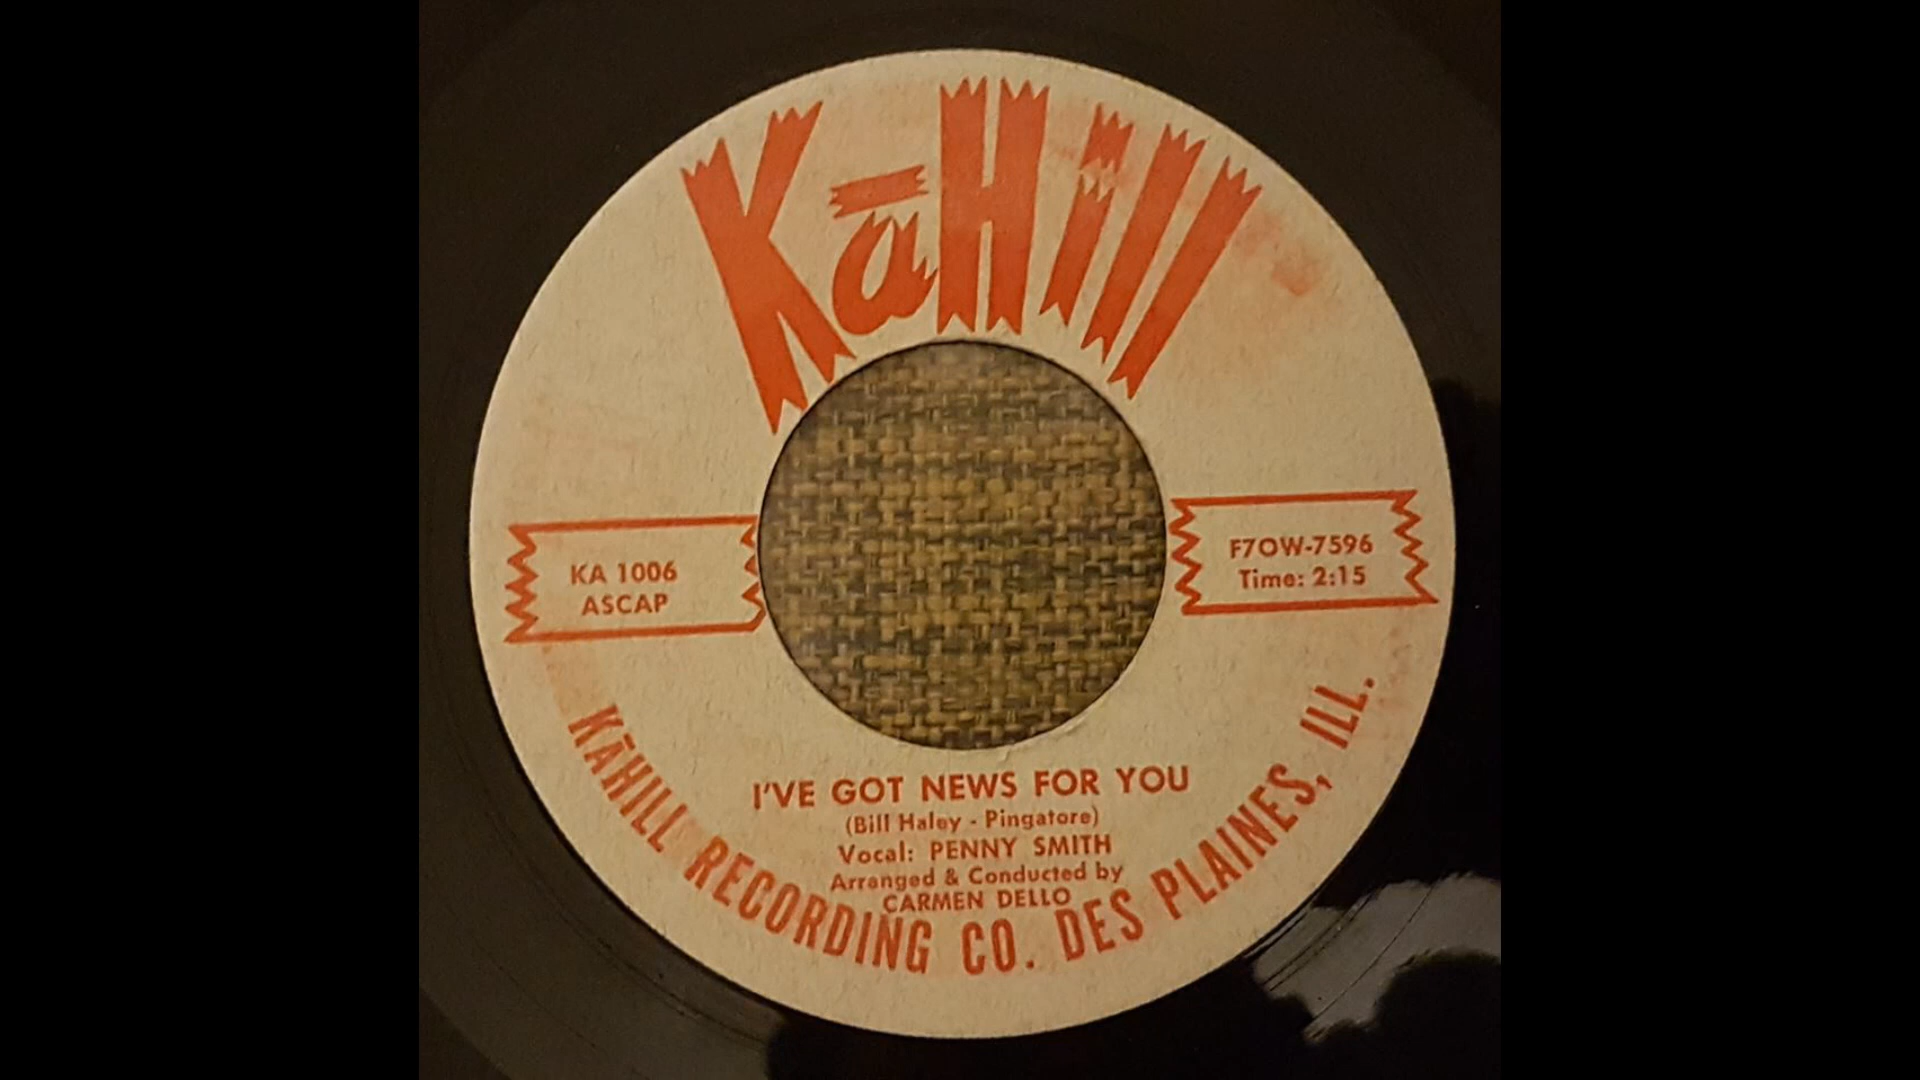 KāHill
KA 1006
ASCAP
F7OW-7596
Time: 2:15
I'VE GOT NEWS FOR YOU
(Bill Haley - Pingatore)
Vocal: PENNY SMITH
Arranged & Conducted by
CARMEN DELLO
KĀHILL RECORDING CO. DES PLAINES, ILL.